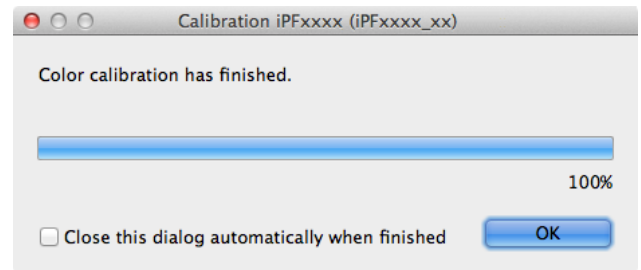 Calibration iPFxxxx (iPFxxxx_xx)
Color calibration has finished.
100%
Close this dialog automatically when finished
OK